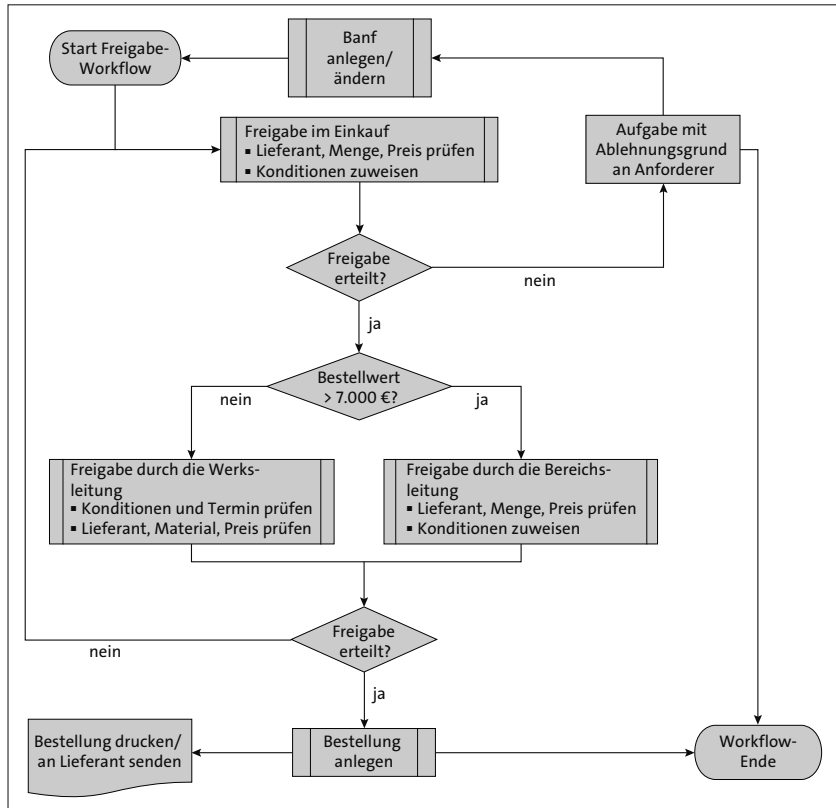 Start Freigabe-
Workflow
Banf
anlegen/
ändern
Freigabe im Einkauf
▪ Lieferant, Menge, Preis prüfen
▪ Konditionen zuweisen
Aufgabe mit
Ablehnungsgrund
an Anforderer
Freigabe
erteilt?
nein
ja
Bestellwert
> 7.000 €?
nein
ja
Freigabe durch die Werks-
leitung
▪ Konditionen und Termin prüfen
▪ Lieferant, Material, Preis prüfen
Freigabe durch die Bereichs-
leitung
▪ Lieferant, Menge, Preis prüfen
▪ Konditionen zuweisen
Freigabe
erteilt?
nein
ja
Bestellung drucken/
an Lieferant senden
Bestellung
anlegen
Workflow-
Ende